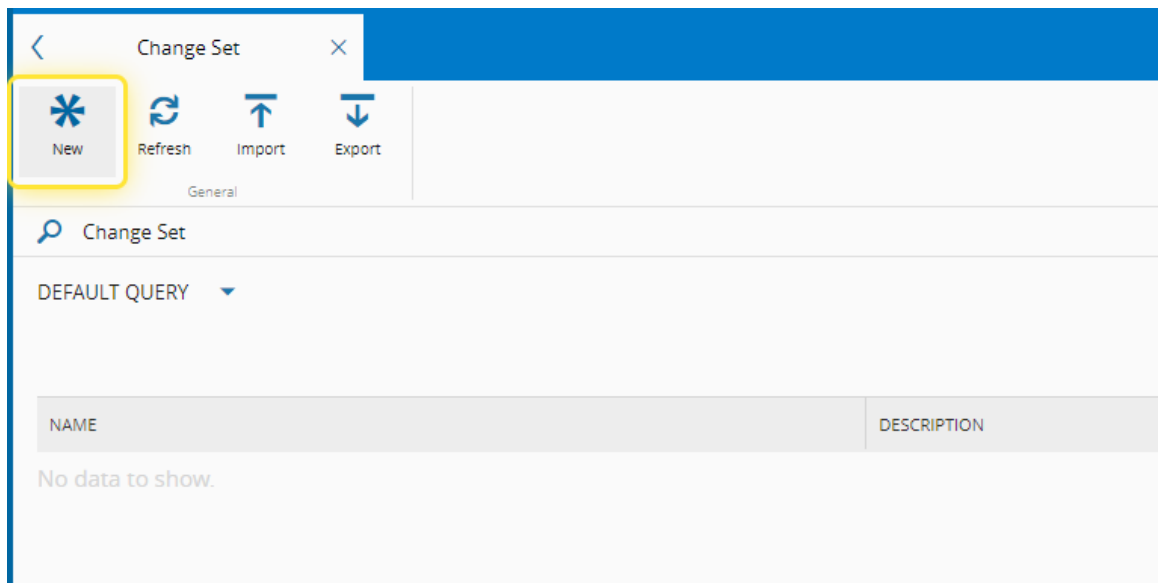 Change Set
New Refresh Import Export
General
Change Set
DEFAULT QUERY
NAME DESCRIPTION
No data to show.